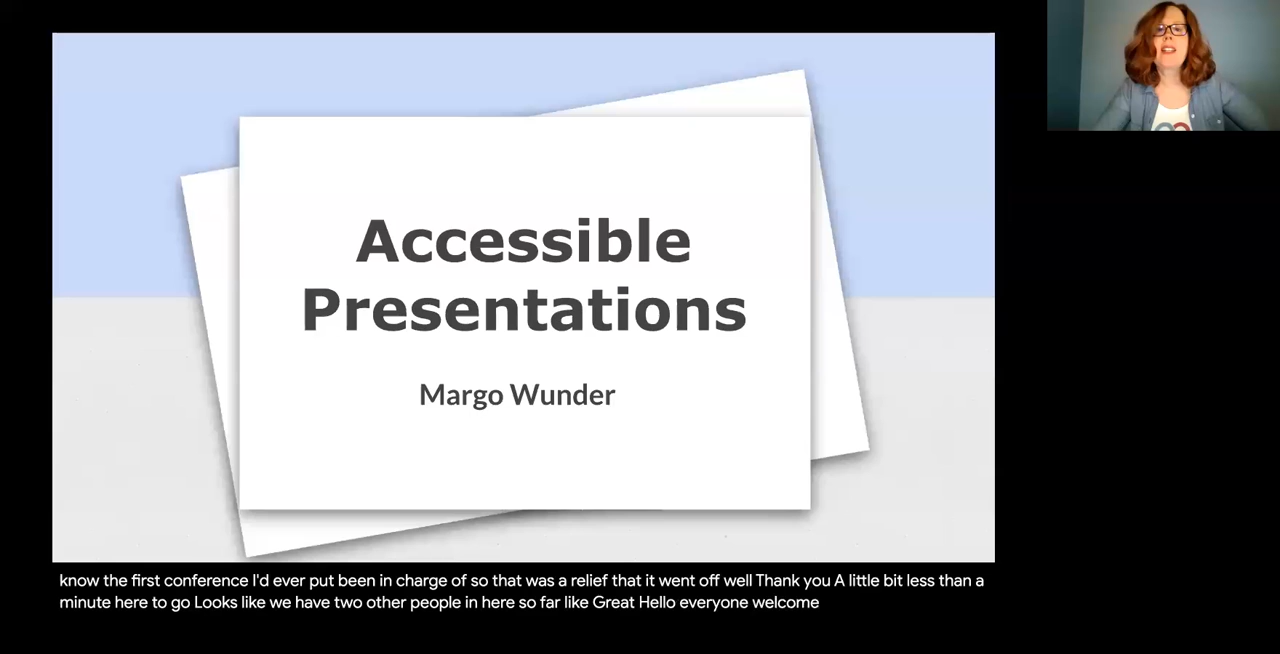 Accessible
Presentations
Margo Wunder
know the first conference I'd ever put been in charge of so that was a relief that it went off well Thank you A little bit less than a
minute here to go Looks like we have two other people in here so far like Great Hello everyone welcome